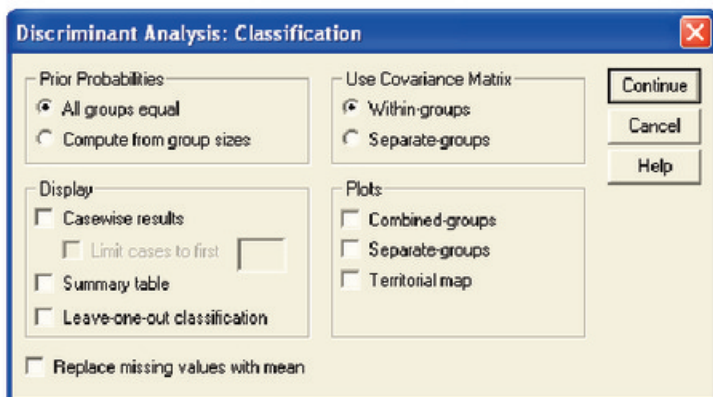 Discriminant Analysis: Classification
Prior Probabilities
All groups equal
Compute from group sizes
Use Covariance Matrix
Within-groups
Separate-groups
Continue
Cancel
Help
Display
Casewise results
Limit cases to first
Summary table
Leave-one-out classification
Plots
Combined-groups
Separate-groups
Territorial map
Replace missing values with mean